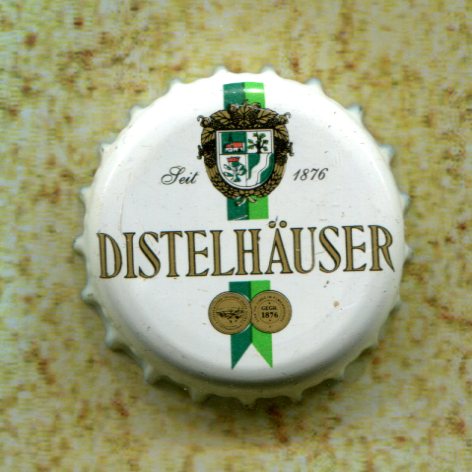 Seit 1876
DISTELHÄUSER
GEGR.
1876